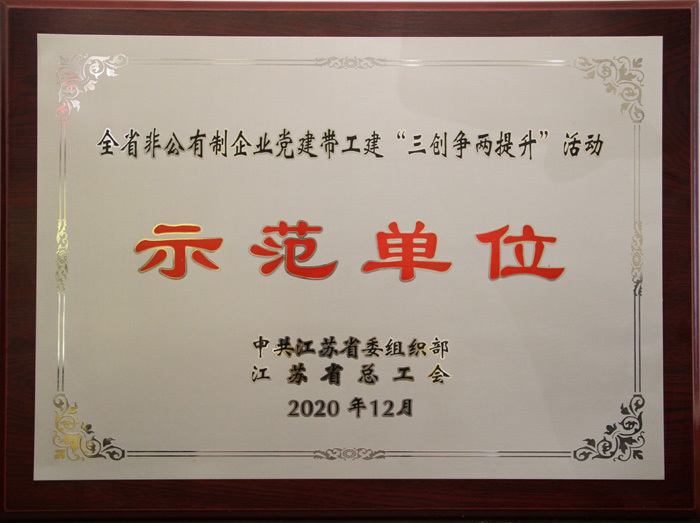 全省非公有制企业党建带工建“三创争两提升”活动
示范单位
中共江苏省委组织部
江苏省总工会
2020年12月